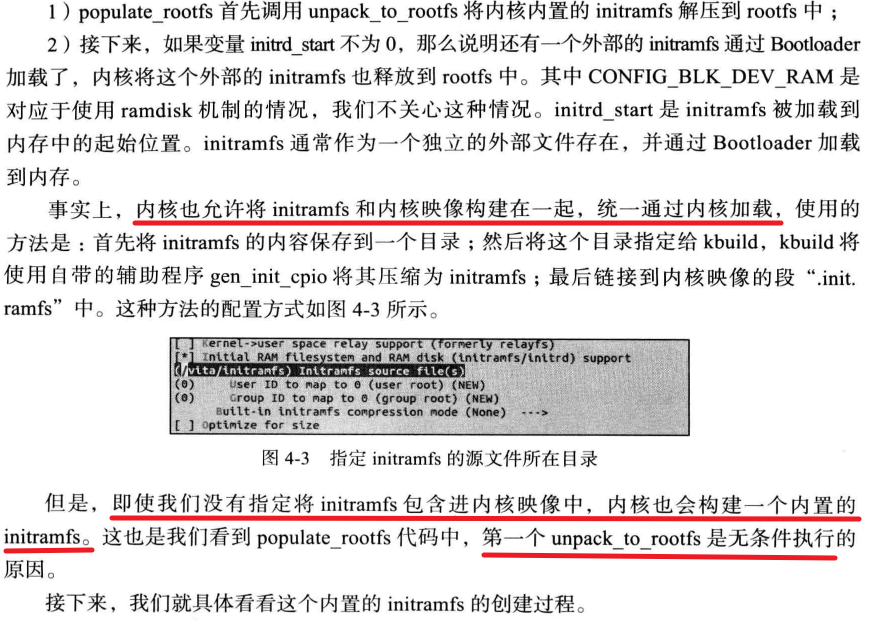 1）populate_rootfs 首先调用 unpack_to_rootfs 将内核内置的 initramfs 解压到 rootfs 中；
2）接下来，如果变量 initrd_start 不为 0，那么说明还有一个外部的 initramfs 通过 Bootloader
加载了，内核将这个外部的 initramfs 也释放到 rootfs 中。其中 CONFIG_BLK_DEV_RAM 是
对应于使用 ramdisk 机制的情况，我们不关心这种情况。initrd_start 是 initramfs 被加载到
内存中的起始位置。initramfs 通常作为一个独立的外部文件存在，并通过 Bootloader 加载
到内存。
事实上，内核也允许将 initramfs 和内核映像构建在一起，统一通过内核加载，使用的
方法是：首先将 initramfs 的内容保存到一个目录；然后将这个目录指定给 kbuild，kbuild 将
使用自带的辅助程序 gen_init_cpio 将其压缩为 initramfs；最后链接到内核映像的段“.init.
ramfs”中。这种方法的配置方式如图 4-3 所示。
[ ] Kernel->user space relay support (formerly relayfs)
[*] Initial RAM filesystem and RAM disk (initramfs/initrd) support
(/vita/initramfs) Initramfs source file(s)
(0) User ID to map to 0 (user root) (NEW)
(0) Group ID to map to 0 (group root) (NEW)
Built-in initramfs compression mode (None) --->
[ ] Optimize for size
图 4-3 指定 initramfs 的源文件所在目录
但是，即使我们没有指定将 initramfs 包含进内核映像中，内核也会构建一个内置的
initramfs。这也是我们看到 populate_rootfs 代码中，第一个 unpack_to_rootfs 是无条件执行的
原因。
接下来，我们就具体看看这个内置的 initramfs 的创建过程。